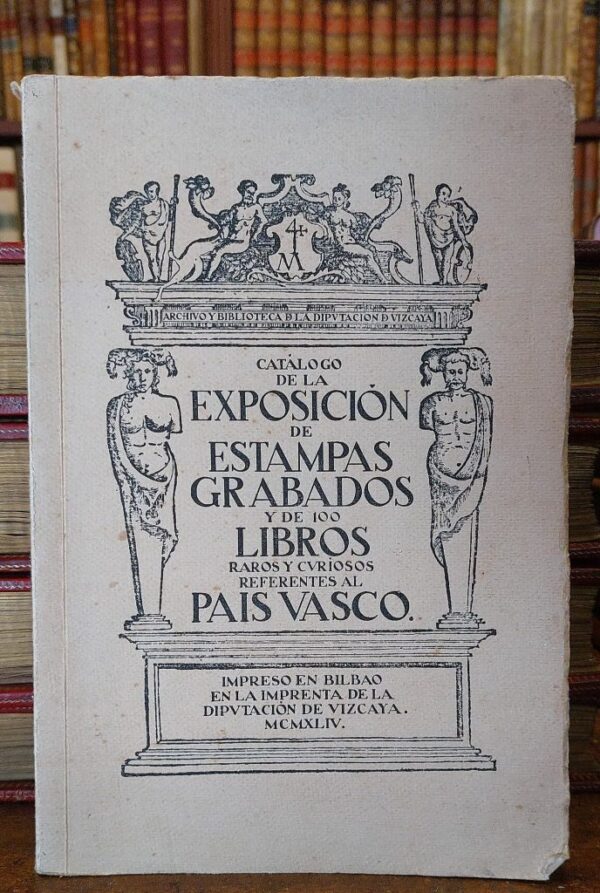 4
M
ARCHIVO Y BIBLIOTECA D LA DIPVTACION D VIZCAYA
CATÁLOGO
DE LA
EXPOSICIÓN
DE
ESTAMPAS
GRABADOS
Y DE 100
LIBROS
RAROS Y CVRIOSOS
REFERENTES AL
PAIS VASCO.
IMPRESO EN BILBAO
EN LA IMPRENTA DE LA
DIPVTACIÓN DE VIZCAYA.
MCMXLIV.